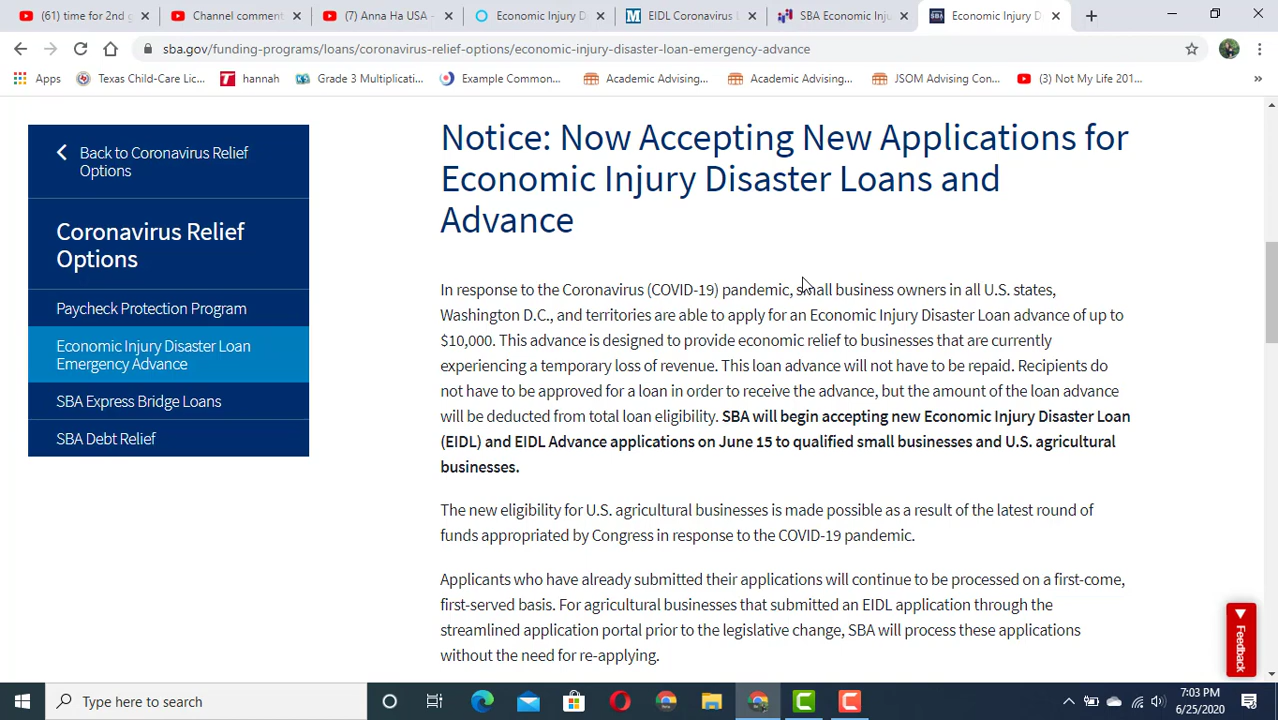 (61) time for 2nd g
Channel comment
(7) Anna Ha USA -
Economic Injury D
EIDL Coronavirus L
SBA Economic Inju
Economic Injury D
sba.gov/funding-programs/loans/coronavirus-relief-options/economic-injury-disaster-loan-emergency-advance
Apps
Texas Child-Care Lic...
hannah
Grade 3 Multiplicati...
Example Common...
Academic Advising...
Academic Advising...
JSOM Advising Con...
(3) Not My Life 201...
Back to Coronavirus Relief
Options
Coronavirus Relief
Options
Paycheck Protection Program
Economic Injury Disaster Loan
Emergency Advance
SBA Express Bridge Loans
SBA Debt Relief
Notice: Now Accepting New Applications for
Economic Injury Disaster Loans and
Advance
In response to the Coronavirus (COVID-19) pandemic, small business owners in all U.S. states,
Washington D.C., and territories are able to apply for an Economic Injury Disaster Loan advance of up to
$10,000. This advance is designed to provide economic relief to businesses that are currently
experiencing a temporary loss of revenue. This loan advance will not have to be repaid. Recipients do
not have to be approved for a loan in order to receive the advance, but the amount of the loan advance
will be deducted from total loan eligibility. SBA will begin accepting new Economic Injury Disaster Loan
(EIDL) and EIDL Advance applications on June 15 to qualified small businesses and U.S. agricultural
businesses.
The new eligibility for U.S. agricultural businesses is made possible as a result of the latest round of
funds appropriated by Congress in response to the COVID-19 pandemic.
Applicants who have already submitted their applications will continue to be processed on a first-come,
first-served basis. For agricultural businesses that submitted an EIDL application through the
streamlined application portal prior to the legislative change, SBA will process these applications
without the need for re-applying.
Feedback
Type here to search
7:03 PM
6/25/2020